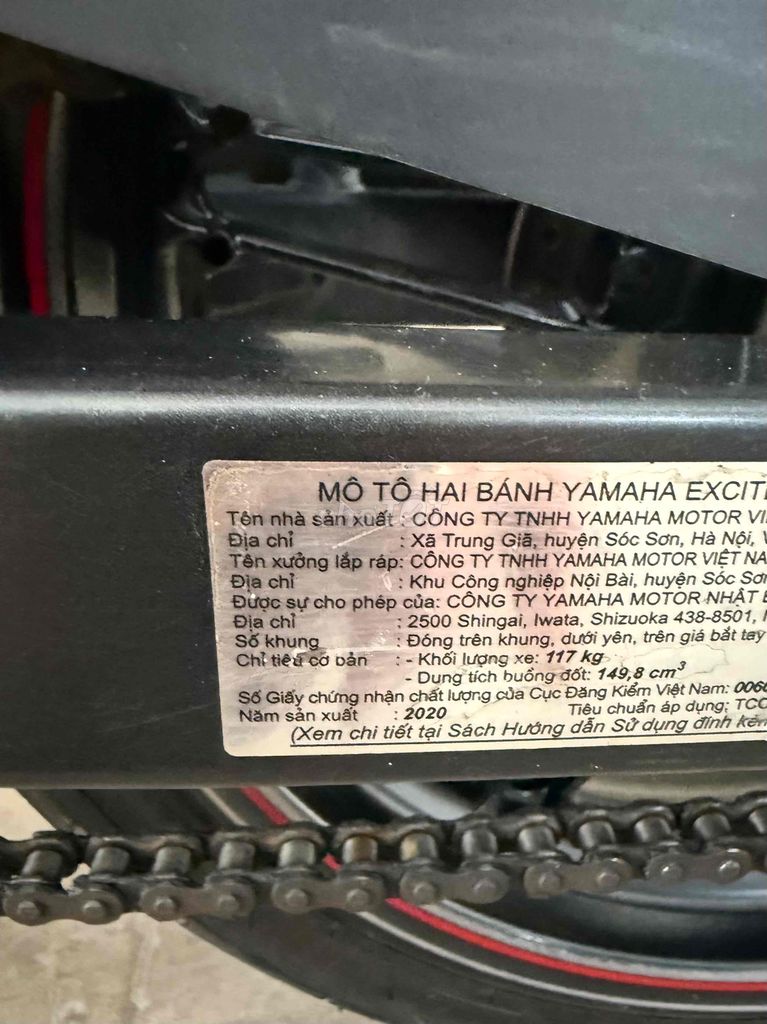 MÔ TÔ HAI BÁNH YAMAHA EXCIT
Tên nhà sản xuất : CÔNG TY TNHH YAMAHA MOTOR VI
Địa chỉ : Xã Trung Giã, huyện Sóc Sơn, Hà Nội, V
Tên xưởng lắp ráp: CÔNG TY TNHH YAMAHA MOTOR VIỆT NA
Địa chỉ : Khu Công nghiệp Nội Bài, huyện Sóc Sơn
Được sự cho phép của: CÔNG TY YAMAHA MOTOR NHẬT B
Địa chỉ : 2500 Shingai, Iwata, Shizuoka 438-8501,
Số khung : Đóng trên khung, dưới yên, trên giá bắt tay
Chỉ tiêu cơ bản : - Khối lượng xe: 117 kg
- Dung tích buồng đốt: 149,8 cm³
Số Giấy chứng nhận chất lượng của Cục Đăng Kiểm Việt Nam: 006
Năm sản xuất : 2020 Tiêu chuẩn áp dụng: TCC
(Xem chi tiết tại Sách Hướng dẫn Sử dụng đính kèm